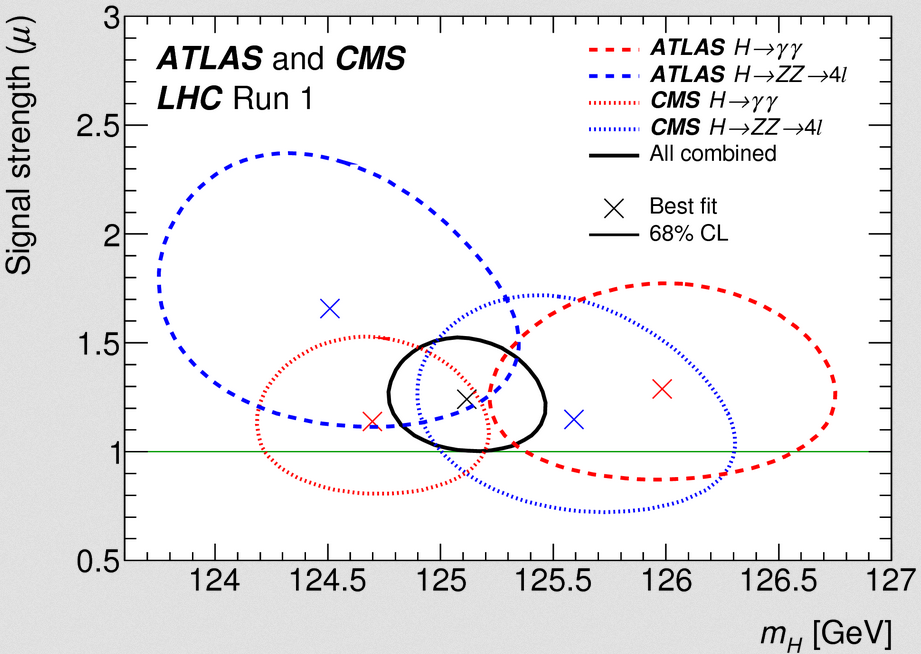 Signal strength (μ)
3
2.5
2
1.5
1
0.5
ATLAS and CMS
LHC Run 1
ATLAS H→γγ
ATLAS H→ZZ→4l
CMS H→γγ
CMS H→ZZ→4l
All combined
Best fit
68% CL
124 124.5 125 125.5 126 126.5 127
mH [GeV]